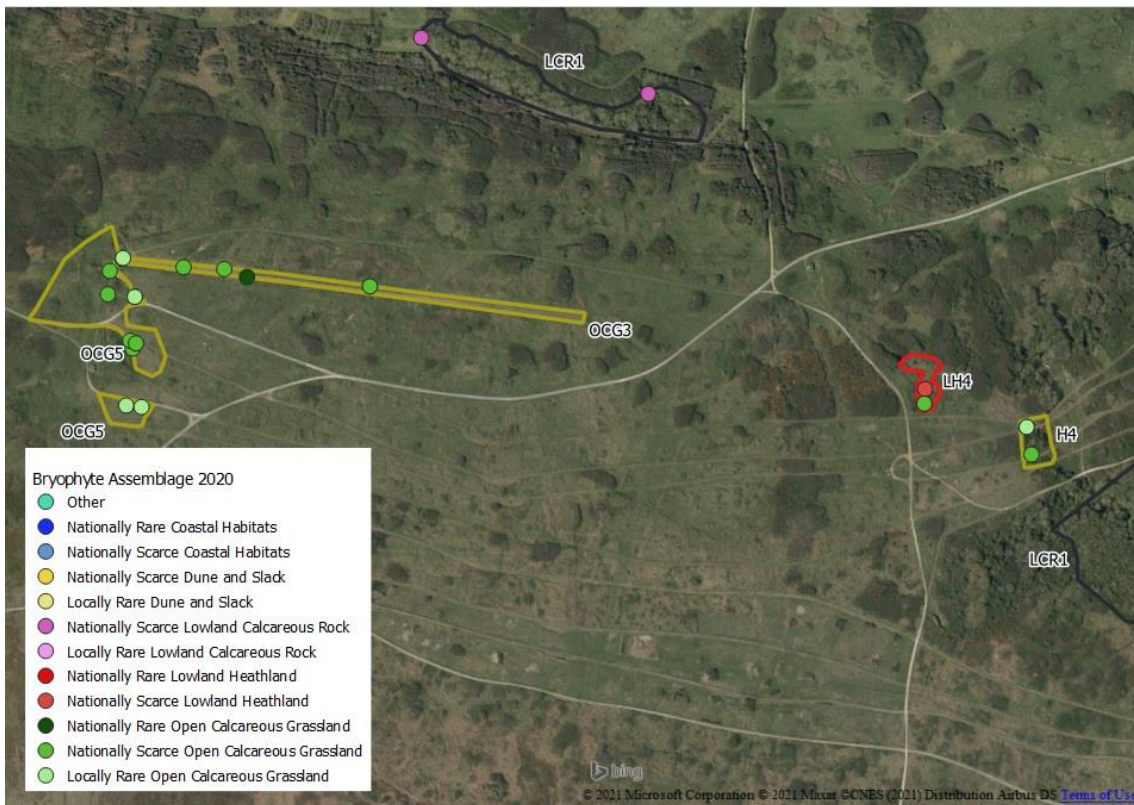 LCR1
OCG3
OCG5
LH4
OCG5
H4
LCR1
Bryophyte Assemblage 2020
Other
Nationally Rare Coastal Habitats
Nationally Scarce Coastal Habitats
Nationally Scarce Dune and Slack
Locally Rare Dune and Slack
Nationally Scarce Lowland Calcareous Rock
Locally Rare Lowland Calcareous Rock
Nationally Rare Lowland Heathland
Nationally Scarce Lowland Heathland
Nationally Rare Open Calcareous Grassland
Nationally Scarce Open Calcareous Grassland
Locally Rare Open Calcareous Grassland
bing
© 2021 Microsoft Corporation © 2021 Maxar ©CNES (2021) Distribution Airbus DS Terms of Use